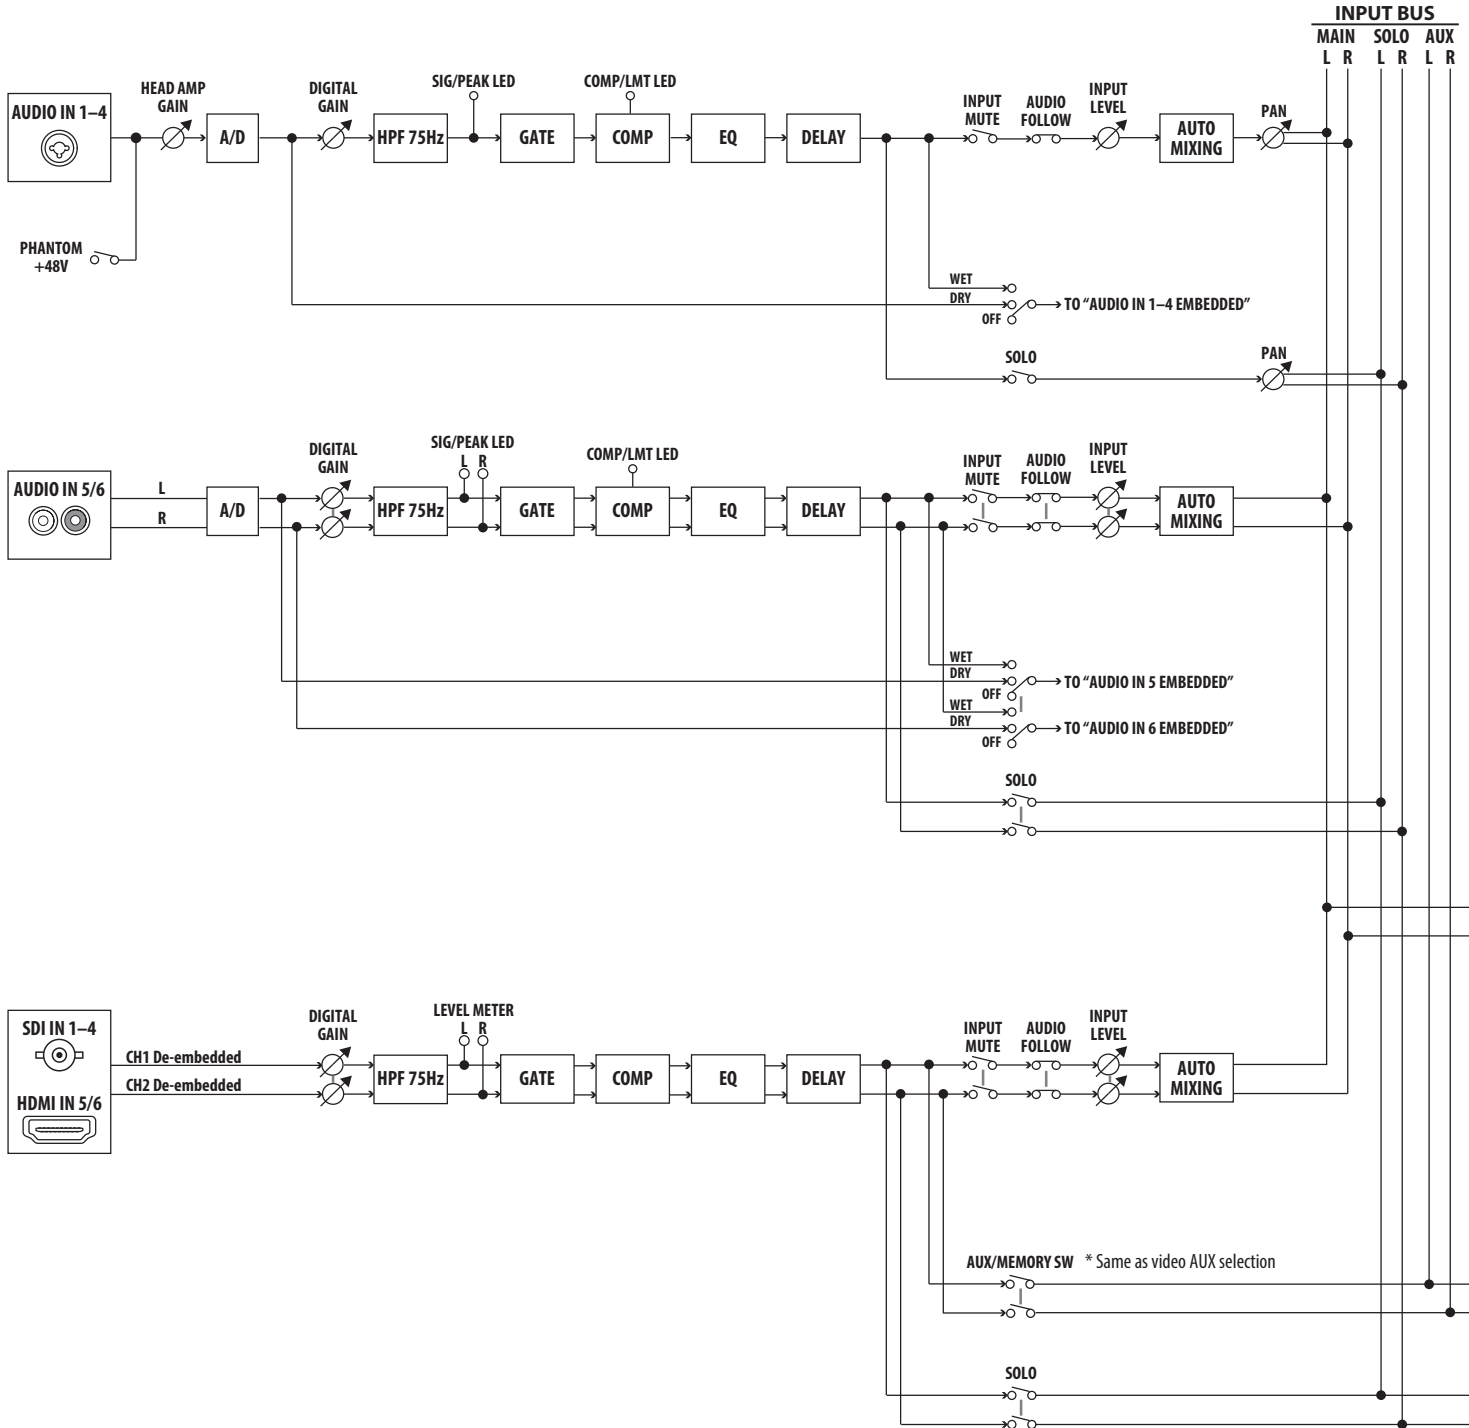 INPUT BUS
MAIN SOLO AUX
L R L R L R
AUDIO IN 1–4
HEAD AMP
GAIN
A/D
DIGITAL
GAIN
HPF 75Hz
SIG/PEAK LED
GATE
COMP/LMT LED
COMP
EQ
DELAY
INPUT
MUTE
AUDIO
FOLLOW
INPUT
LEVEL
AUTO
MIXING
PAN
PHANTOM
+48V
WET
DRY
OFF
TO “AUDIO IN 1–4 EMBEDDED”
SOLO
PAN
AUDIO IN 5/6
L
R
A/D
DIGITAL
GAIN
HPF 75Hz
SIG/PEAK LED
L R
GATE
COMP/LMT LED
COMP
EQ
DELAY
INPUT
MUTE
AUDIO
FOLLOW
INPUT
LEVEL
AUTO
MIXING
WET
DRY
OFF
TO “AUDIO IN 5 EMBEDDED”
WET
DRY
OFF
TO “AUDIO IN 6 EMBEDDED”
SOLO
SDI IN 1–4
HDMI IN 5/6
CH1 De-embedded
CH2 De-embedded
DIGITAL
GAIN
HPF 75Hz
LEVEL METER
L R
GATE
COMP
EQ
DELAY
INPUT
MUTE
AUDIO
FOLLOW
INPUT
LEVEL
AUTO
MIXING
AUX/MEMORY SW * Same as video AUX selection
SOLO